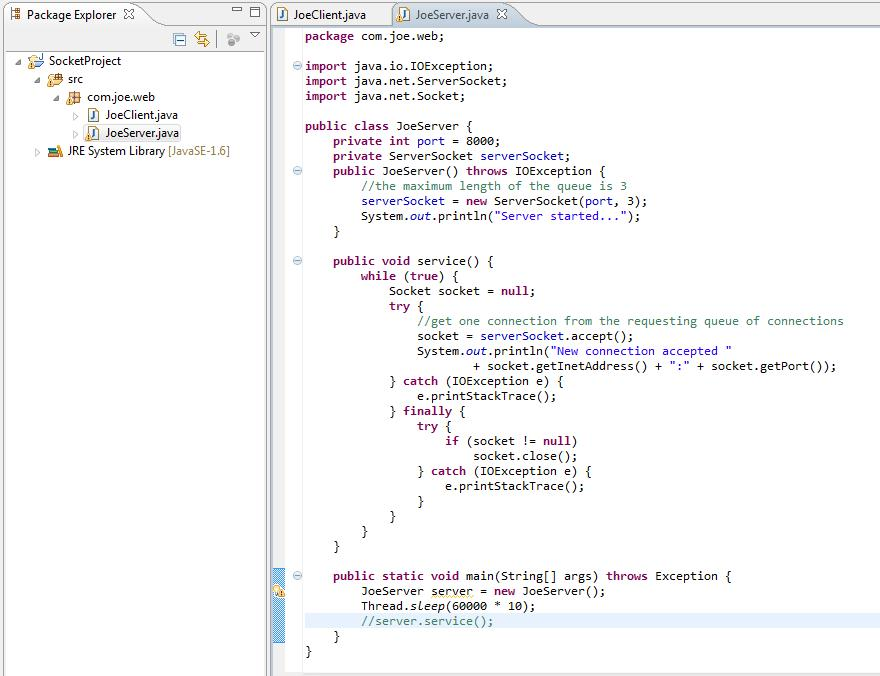 Package Explorer
SocketProject
src
com.joe.web
JoeClient.java
JoeServer.java
JRE System Library [JavaSE-1.6]
JoeClient.java JoeServer.java
package com.joe.web;
import java.io.IOException;
import java.net.ServerSocket;
import java.net.Socket;
public class JoeServer {
private int port = 8000;
private ServerSocket serverSocket;
public JoeServer() throws IOException {
//the maximum length of the queue is 3
serverSocket = new ServerSocket(port, 3);
System.out.println("Server started...");
}
public void service() {
while (true) {
Socket socket = null;
try {
//get one connection from the requesting queue of connections
socket = serverSocket.accept();
System.out.println("New connection accepted "
+ socket.getInetAddress() + ":" + socket.getPort());
} catch (IOException e) {
e.printStackTrace();
} finally {
try {
if (socket != null)
socket.close();
} catch (IOException e) {
e.printStackTrace();
}
}
}
}
public static void main(String[] args) throws Exception {
JoeServer server = new JoeServer();
Thread.sleep(60000 * 10);
//server.service();
}
}